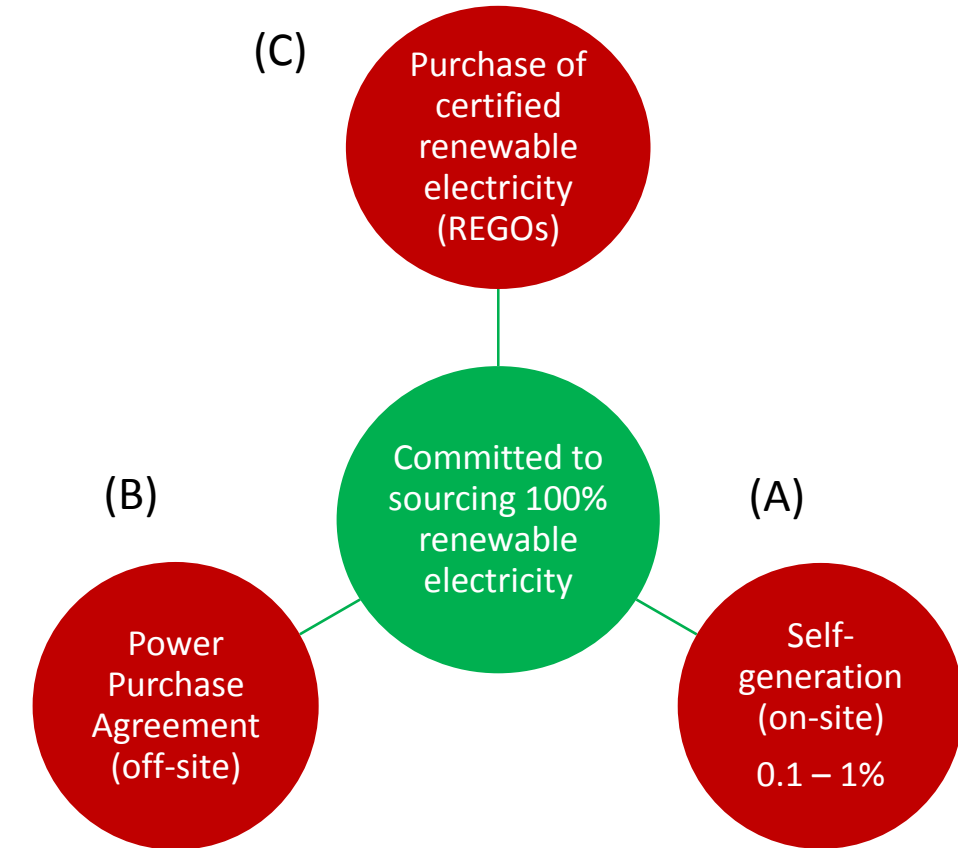 (C)
Purchase of
certified
renewable
electricity
(REGOs)
Committed to
sourcing 100%
renewable
electricity
(B)
Power
Purchase
Agreement
(off-site)
(A)
Self-
generation
(on-site)
0.1 – 1%